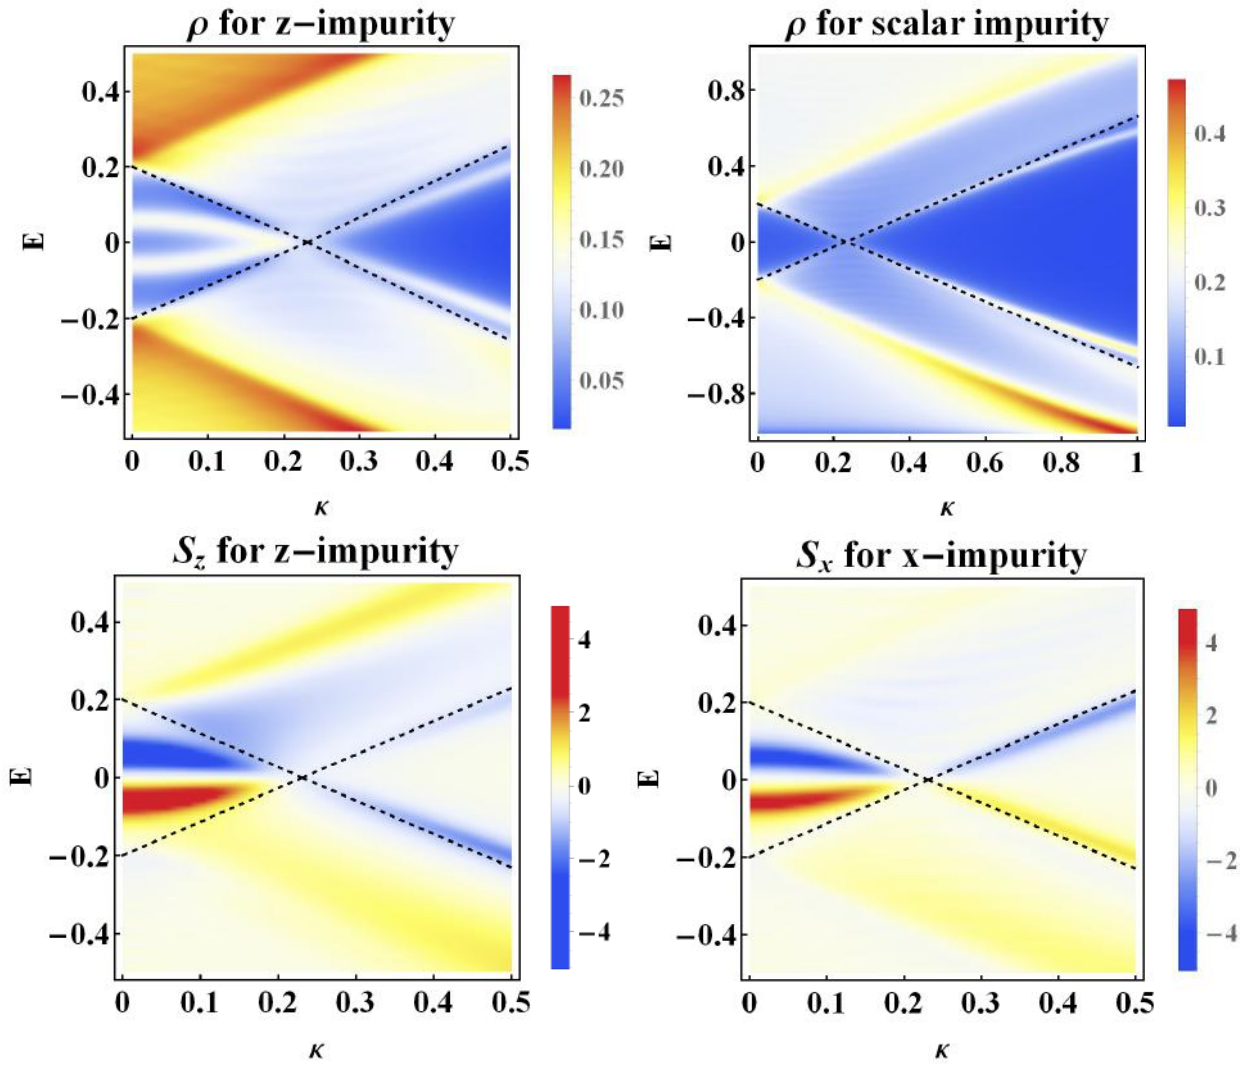 ρ for z−impurity
0.4
0.2
0
−0.2
−0.4
E
0 0.1 0.2 0.3 0.4 0.5
κ
0.25
0.20
0.15
0.10
0.05
ρ for scalar impurity
0.8
0.4
0
−0.4
−0.8
E
0 0.2 0.4 0.6 0.8 1
κ
0.4
0.3
0.2
0.1
S_z for z−impurity
0.4
0.2
0
−0.2
−0.4
E
0 0.1 0.2 0.3 0.4 0.5
κ
4
2
0
−2
−4
S_x for x−impurity
0.4
0.2
0
−0.2
−0.4
E
0 0.1 0.2 0.3 0.4 0.5
κ
4
2
0
−2
−4